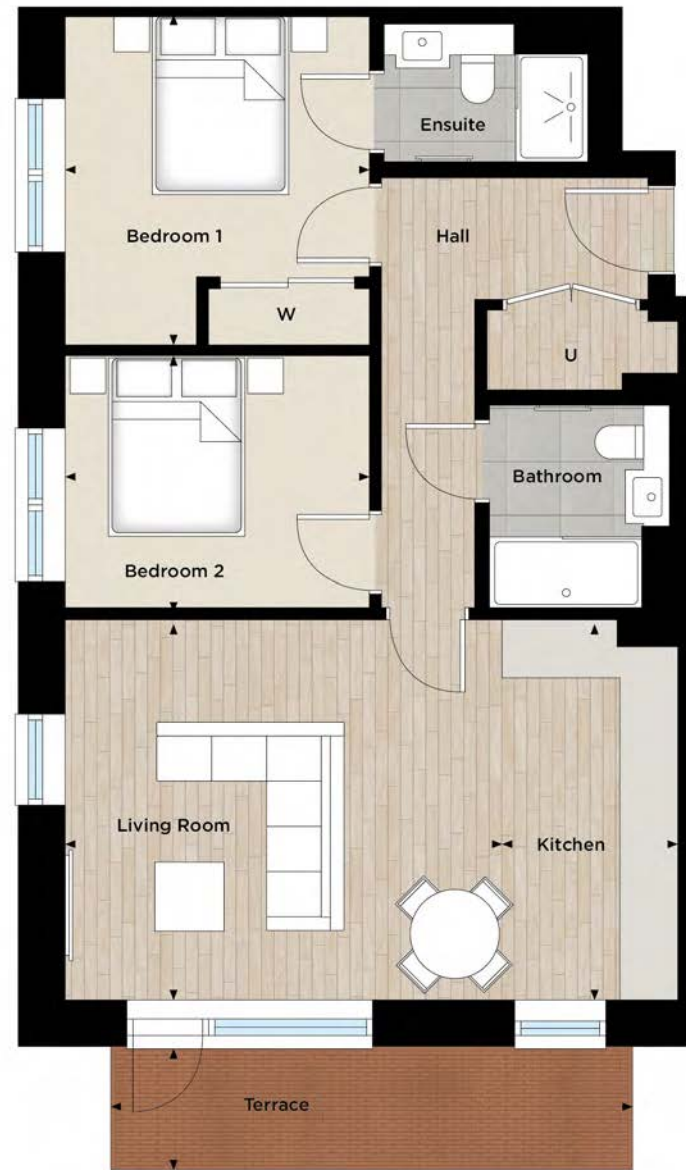 Ensuite
Bedroom 1
Hall
W
U
Bathroom
Bedroom 2
Living Room
Kitchen
Terrace